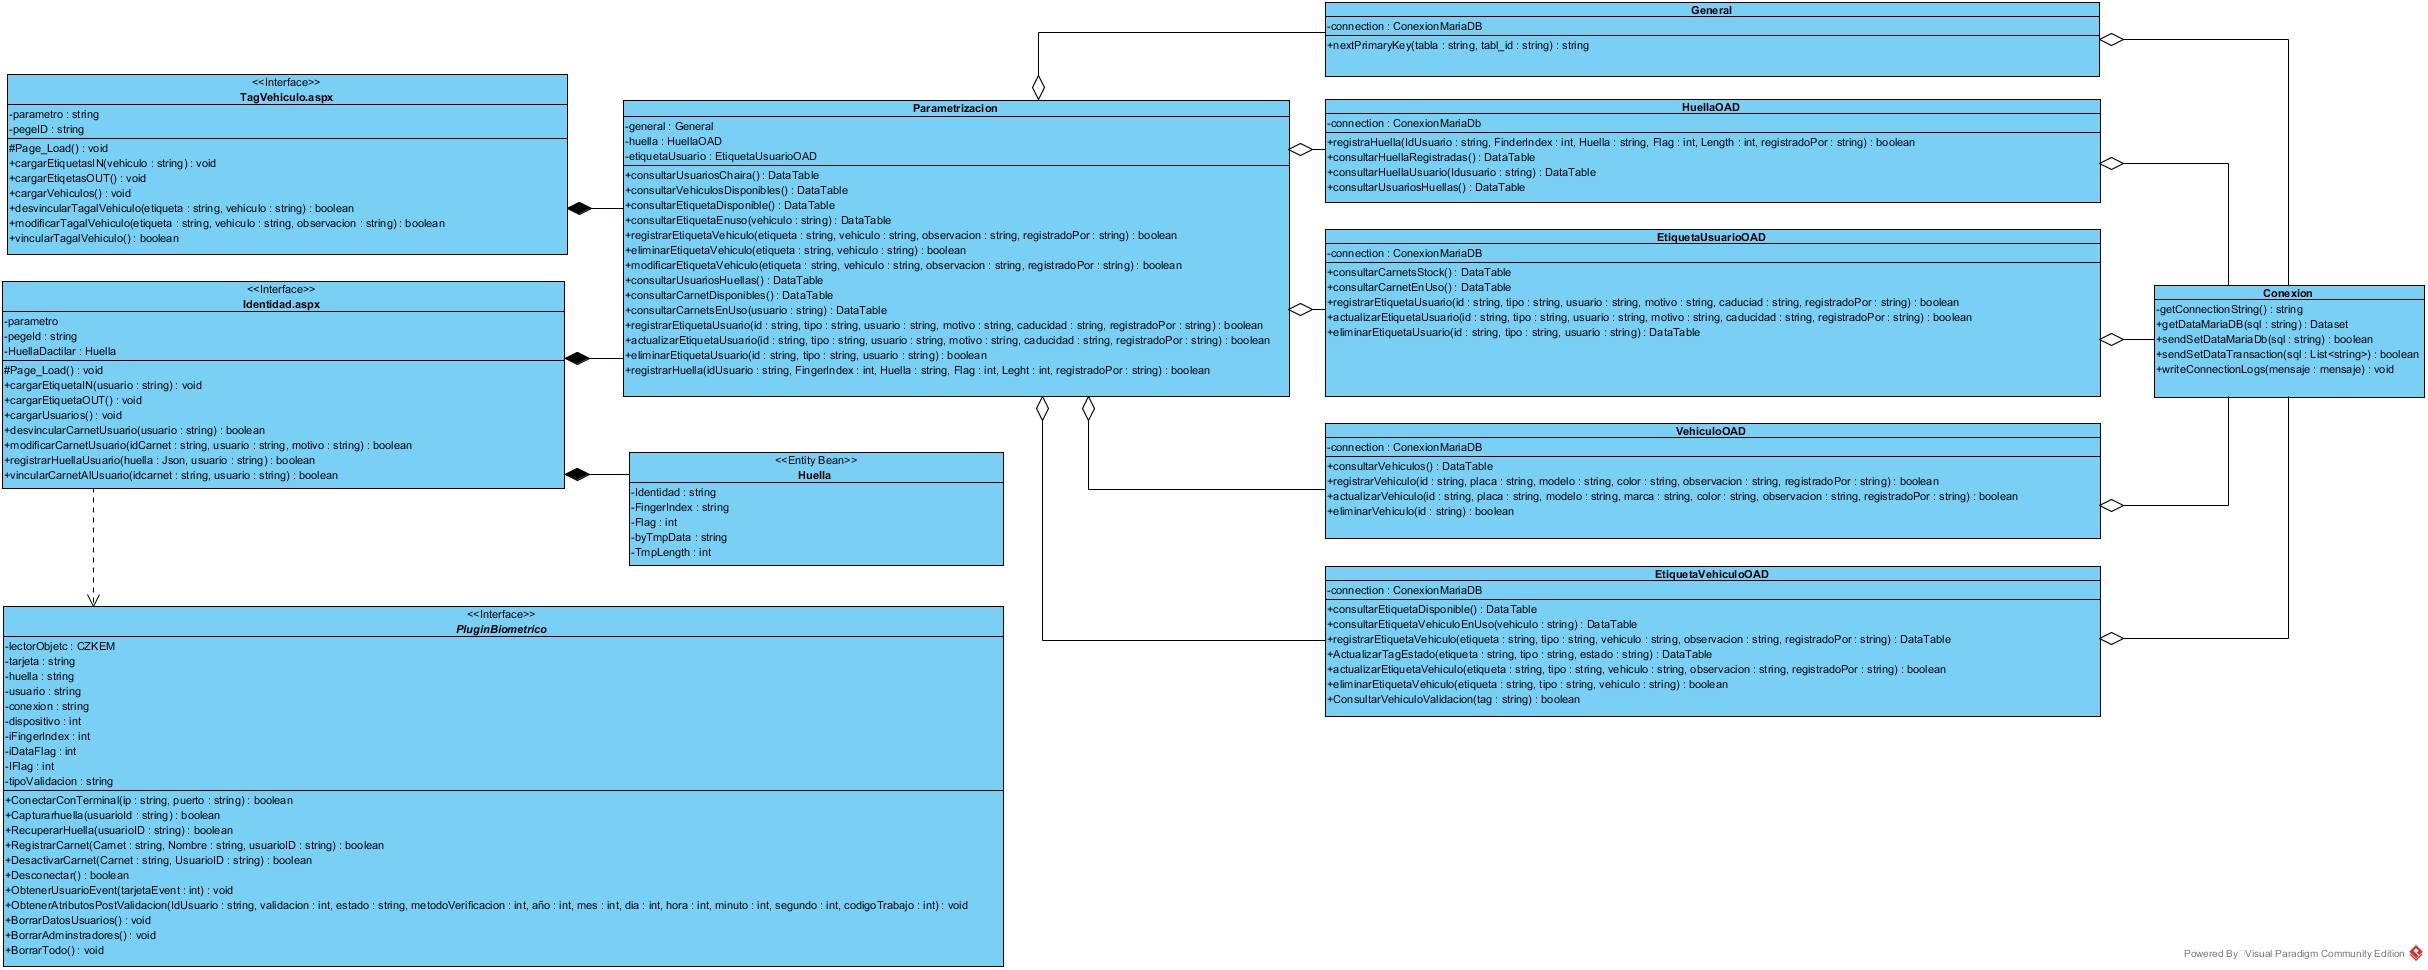 <<Interface>>
TagVehiculo.aspx
-parametro : string
-pegeID : string
#Page_Load() : void
+cargarEtiquetasIN(vehiculo : string) : void
+cargarEtiqetasOUT() : void
+cargarVehiculos() : void
+desvincularTagalVehiculo(etiqueta : string, vehiculo : string) : boolean
+modificarTagalVehiculo(etiqueta : string, vehiculo : string, observacion : string) : boolean
+vincularTagalVehiculo() : boolean
<<Interface>>
Identidad.aspx
-parametro
-pegeId : string
-HuellaDactilar : Huella
#Page_Load() : void
+cargarEtiquetaIN(usuario : string) : void
+cargarEtiquetaOUT() : void
+cargarUsuarios() : void
+desvincularCarnetUsuario(usuario : string) : boolean
+modificarCarnetUsuario(idCarnet : string, usuario : string, motivo : string) : boolean
+registrarHuellaUsuario(huella : Json, usuario : string) : boolean
+vincularCarnetAlUsuario(idcarnet : string, usuario : string) : boolean
<<Interface>>
PluginBiometrico
-lectorObjetc : CZKEM
-tarjeta : string
-huella : string
-usuario : string
-conexion : string
-dispositivo : int
-iFingerIndex : int
-iDataFlag : int
-IFlag : int
-tipoValidacion : string
+ConectarConTerminal(ip : string, puerto : string) : boolean
+Capturarhuella(usuarioId : string) : boolean
+RecuperarHuella(usuarioID : string) : boolean
+RegistrarCarnet(Carnet : string, Nombre : string, usuarioID : string) : boolean
+DesactivarCarnet(Carnet : string, UsuarioID : string) : boolean
+Desconectar() : boolean
+ObtenerUsuarioEvent(tarjetaEvent : int) : void
+ObtenerAtributosPostValidacion(IdUsuario : string, validacion : int, estado : string, metodoVerificacion : int, año : int, mes : int, dia : int, hora : int, minuto : int, segundo : int, codigoTrabajo : int) : void
+BorrarDatosUsuarios() : void
+BorrarAdminstradores() : void
+BorrarTodo() : void
Parametrizacion
-general : General
-huella : HuellaOAD
-etiquetaUsuario : EtiquetaUsuarioOAD
+consultarUsuariosChaira() : DataTable
+consultarVehiculosDisponibles() : DataTable
+consultarEtiquetaDisponible() : DataTable
+consultarEtiquetaEnuso(vehiculo : string) : DataTable
+registrarEtiquetaVehiculo(etiqueta : string, vehiculo : string, observacion : string, registradoPor : string) : boolean
+eliminarEtiquetaVehiculo(etiqueta : string, vehiculo : string) : boolean
+modificarEtiquetaVehiculo(etiqueta : string, vehiculo : string, observacion : string, registradoPor : string) : boolean
+consultarUsuariosHuellas() : DataTable
+consultarCarnetDisponibles() : DataTable
+consultarCarnetsEnUso(usuario : string) : DataTable
+registrarEtiquetaUsuario(id : string, tipo : string, usuario : string, motivo : string, caducidad : string, registradoPor : string) : boolean
+actualizarEtiquetaUsuario(id : string, tipo : string, usuario : string, motivo : string, caducidad : string, registradoPor : string) : boolean
+eliminarEtiquetaUsuario(id : string, tipo : string, usuario : string) : boolean
+registrarHuella(idUsuario : string, FingerIndex : int, Huella : string, Flag : int, Leght : int, registradoPor : string) : boolean
<<Entity Bean>>
Huella
-Identidad : string
-FingerIndex : string
-Flag : int
-byTmpData : string
-TmpLength : int
General
-connection : ConexionMariaDB
+nextPrimaryKey(tabla : string, tabl_id : string) : string
HuellaOAD
-connection : ConexionMariaDb
+registraHuella(IdUsuario : string, FinderIndex : int, Huella : string, Flag : int, Length : int, registradoPor : string) : boolean
+consultarHuellaRegistradas() : DataTable
+consultarHuellaUsuario(Idusuario : string) : DataTable
+consultarUsuariosHuellas() : DataTable
EtiquetaUsuarioOAD
-connection : ConexionMariaDB
+consultarCarnetsStock() : DataTable
+consultarCarnetEnUso() : DataTable
+registrarEtiquetaUsuario(id : string, tipo : string, usuario : string, motivo : string, caduciad : string, registradoPor : string) : boolean
+actualizarEtiquetaUsuario(id : string, tipo : string, usuario : string, motivo : string, caducidad : string, registradoPor : string) : boolean
+eliminarEtiquetaUsuario(id : string, tipo : string, usuario : string) : DataTable
VehiculoOAD
-connection : ConexionMariaDB
+consultarVehiculos() : DataTable
+registrarVehiculo(id : string, placa : string, modelo : string, color : string, observacion : string, registradoPor : string) : boolean
+actualizarVehiculo(id : string, placa : string, modelo : string, marca : string, color : string, observacion : string, registradoPor : string) : boolean
+eliminarVehiculo(id : string) : boolean
EtiquetaVehiculoOAD
-connection : ConexionMariaDB
+consultarEtiquetaDisponible() : DataTable
+consultarEtiquetaVehiculoEnUso(vehiculo : string) : DataTable
+registrarEtiquetaVehiculo(etiqueta : string, tipo : string, vehiculo : string, observacion : string, registradoPor : string) : DataTable
+ActualizarTagEstado(etiqueta : string, tipo : string, estado : string) : DataTable
+actualizarEtiquetaVehiculo(etiqueta : string, tipo : string, vehiculo : string, observacion : string, registradoPor : string) : boolean
+eliminarEtiquetaVehiculo(etiqueta : string, tipo : string, vehiculo : string) : boolean
+ConsultarVehiculoValidacion(tag : string) : boolean
Conexion
-getConnectionString() : string
+getDataMariaDB(sql : string) : Dataset
+sendSetDataMariaDb(sql : string) : boolean
+sendSetDataTransaction(sql : List<string>) : boolean
+writeConnectionLogs(mensaje : mensaje) : void
Powered By Visual Paradigm Community Edition